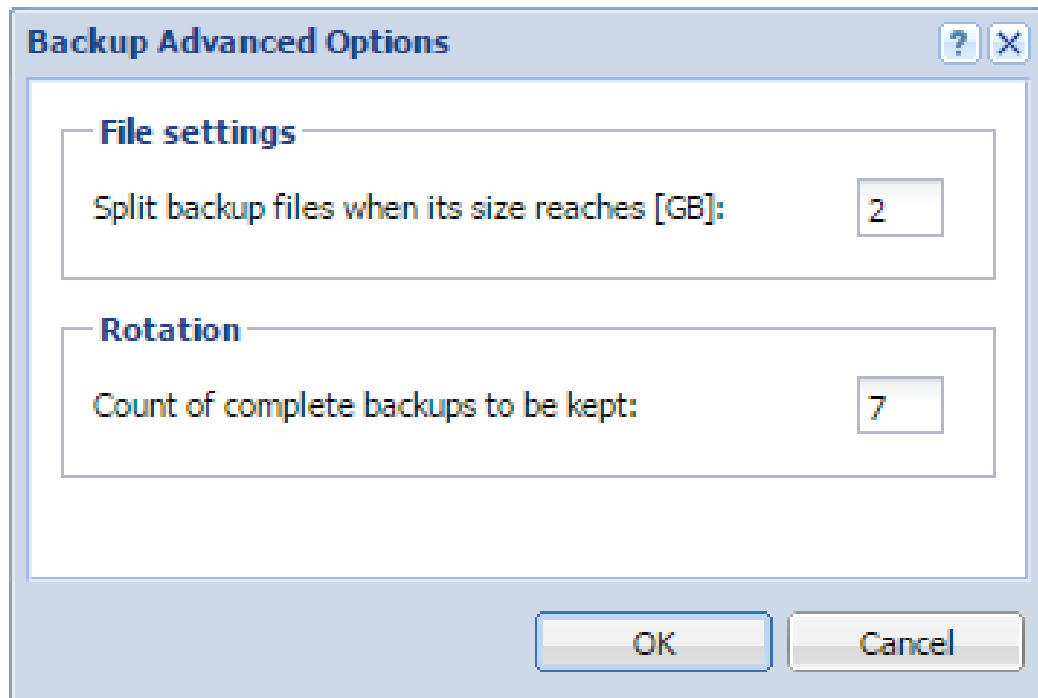 Backup Advanced Options
?
File settings
Split backup files when its size reaches [GB]: 2
Rotation
Count of complete backups to be kept: 7
OK Cancel